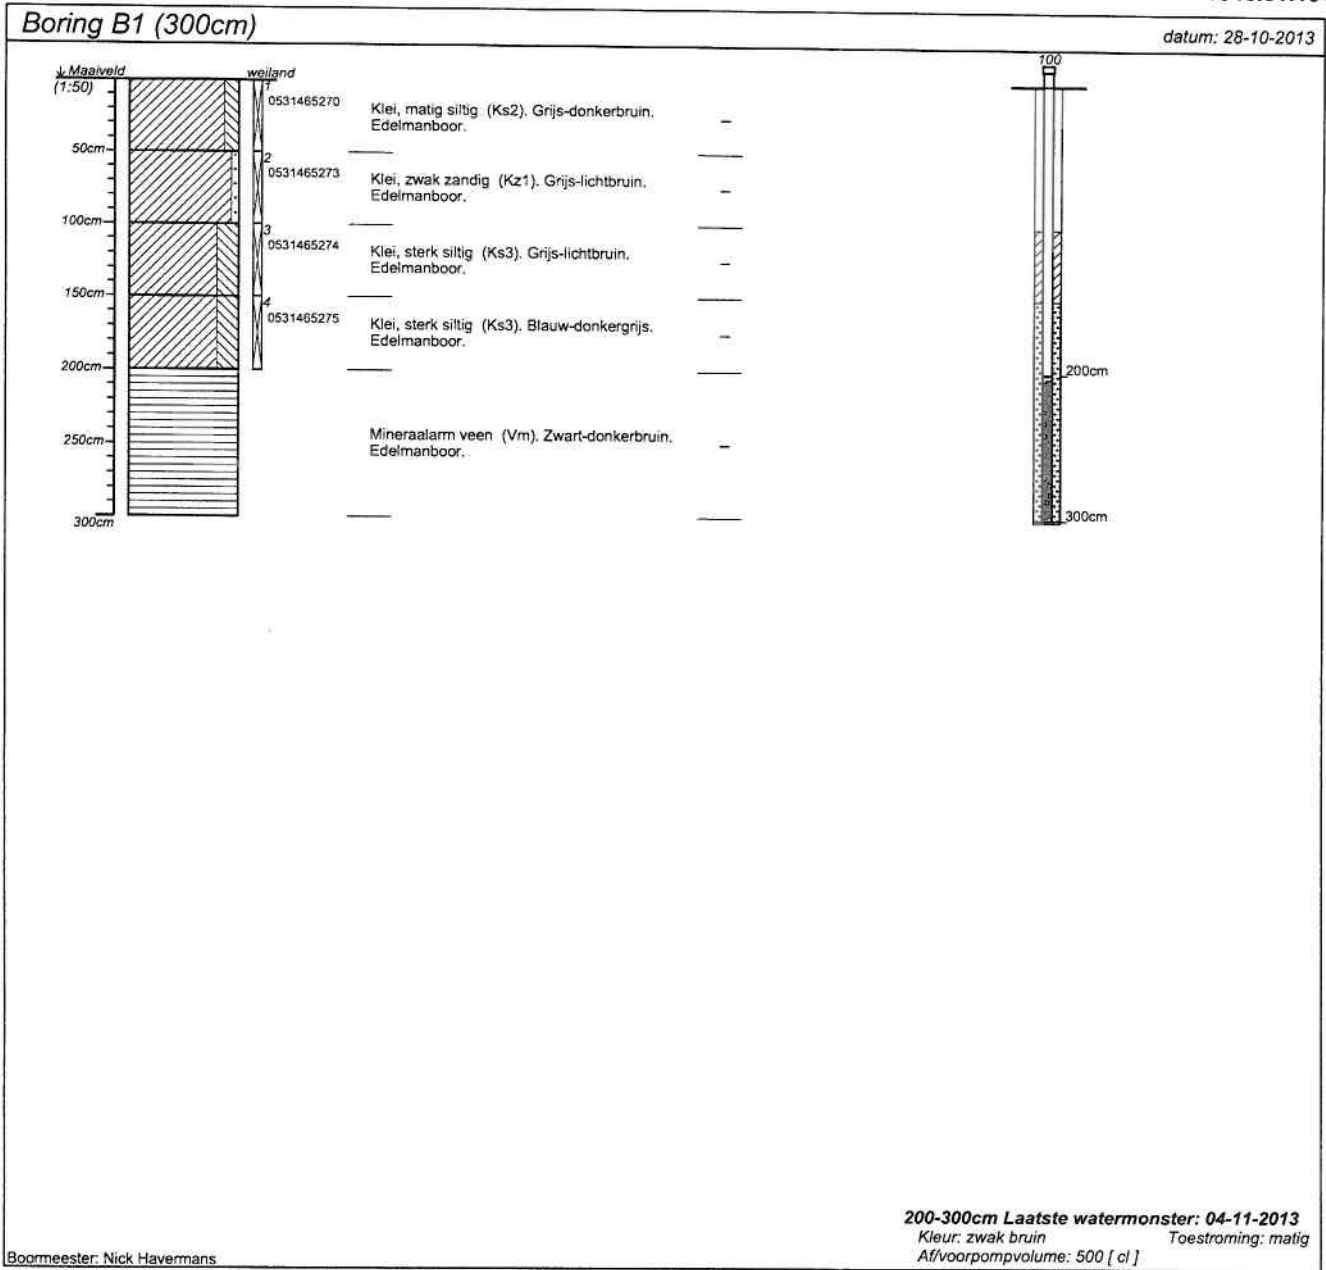 Boring B1 (300cm)
datum: 28-10-2013
↓ Maaiveld
weiland
(1:50)
100
1
0531465270
Klei, matig siltig (Ks2). Grijs-donkerbruin.
Edelmanboor.
–
50cm
2
0531465273
Klei, zwak zandig (Kz1). Grijs-lichtbruin.
Edelmanboor.
–
100cm
3
0531465274
Klei, sterk siltig (Ks3). Grijs-lichtbruin.
Edelmanboor.
–
150cm
4
0531465275
Klei, sterk siltig (Ks3). Blauw-donkergrijs.
Edelmanboor.
–
200cm
200cm
250cm
Mineraalarm veen (Vm). Zwart-donkerbruin.
Edelmanboor.
–
300cm
300cm
200-300cm Laatste watermonster: 04-11-2013
Kleur: zwak bruin Toestroming: matig
Af/voorpompvolume: 500 [ cl ]
Boormeester: Nick Havermans